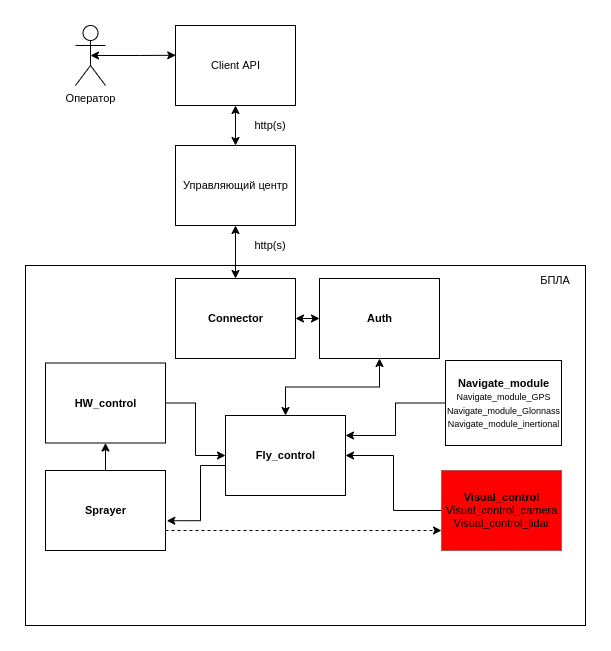 Оператор
Client API
http(s)
Управляющий центр
http(s)
БПЛА
Connector
Auth
HW_control
Navigate_module
Navigate_module_GPS
Navigate_module_Glonnass
Navigate_module_inertional
Fly_control
Sprayer
Visual_control
Visual_control_camera
Visual_control_lidar